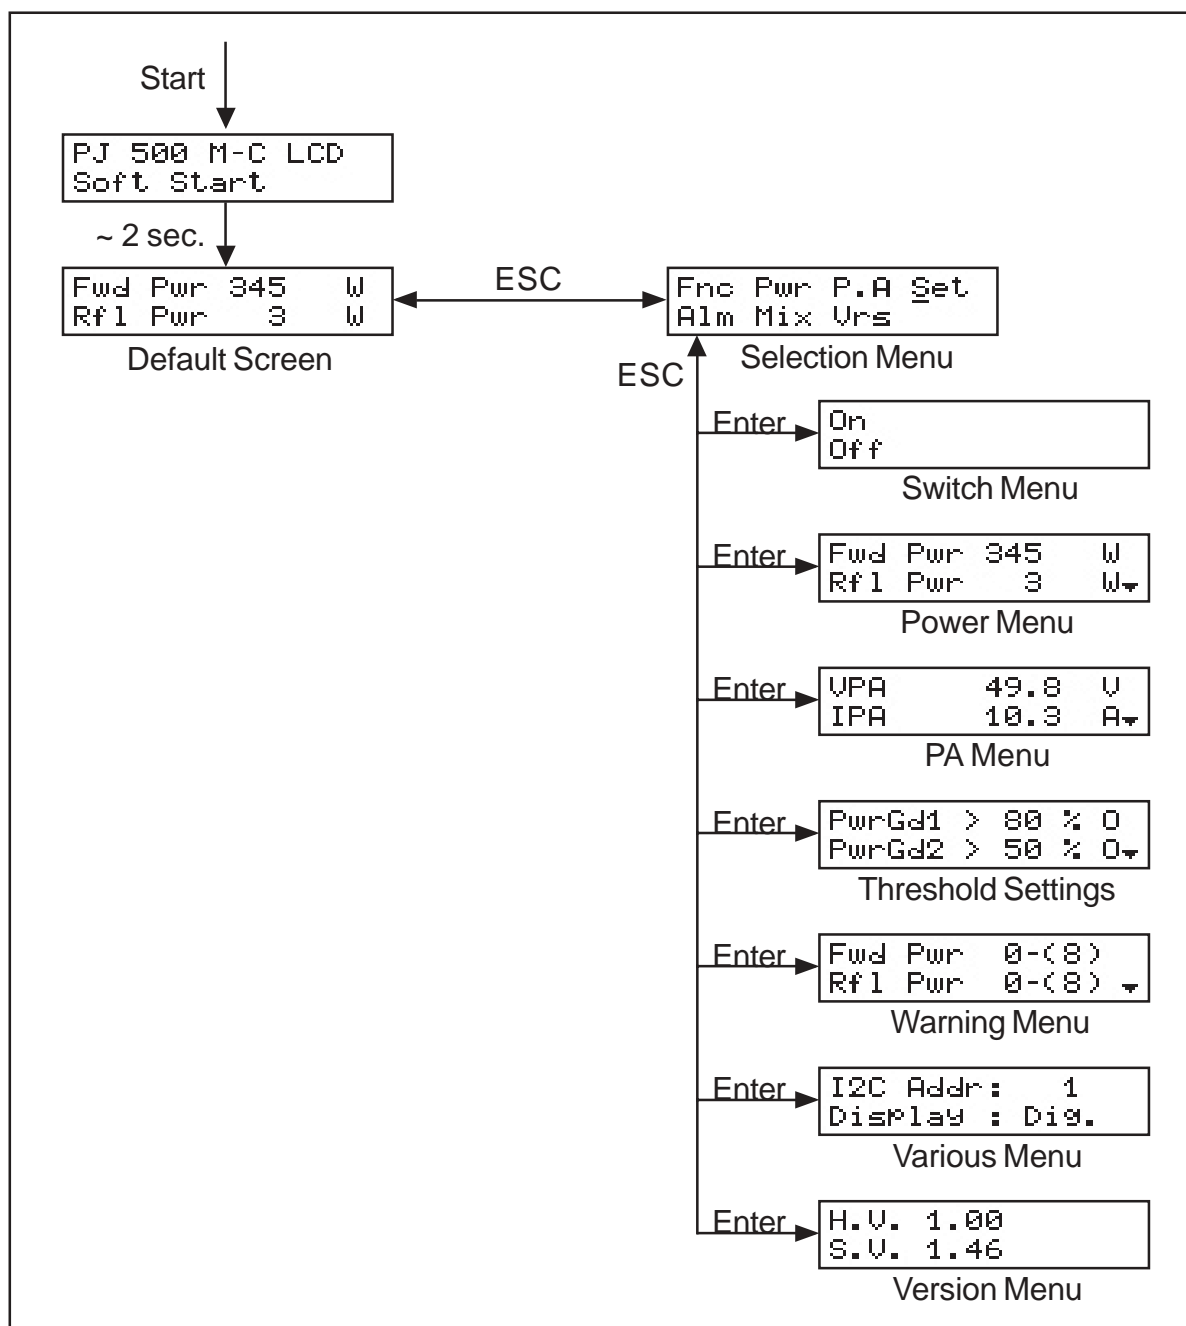 Start
PJ 500 M-C LCD
Soft Start
~ 2 sec.
Fwd Pwr 345 W
Rfl Pwr 3 W
Default Screen
ESC
Fnc Pwr P.A Set
Alm Mix Vrs
Selection Menu
ESC
Enter
On
Off
Switch Menu
Enter
Fwd Pwr 345 W
Rfl Pwr 3 W
Power Menu
Enter
VPA 49.8 V
IPA 10.3 A
PA Menu
Enter
PwrGd1 > 80 % O
PwrGd2 > 50 % O
Threshold Settings
Enter
Fwd Pwr 0-(8)
Rfl Pwr 0-(8)
Warning Menu
Enter
I2C Addr: 1
Display : Dig.
Various Menu
Enter
H.V. 1.00
S.V. 1.46
Version Menu